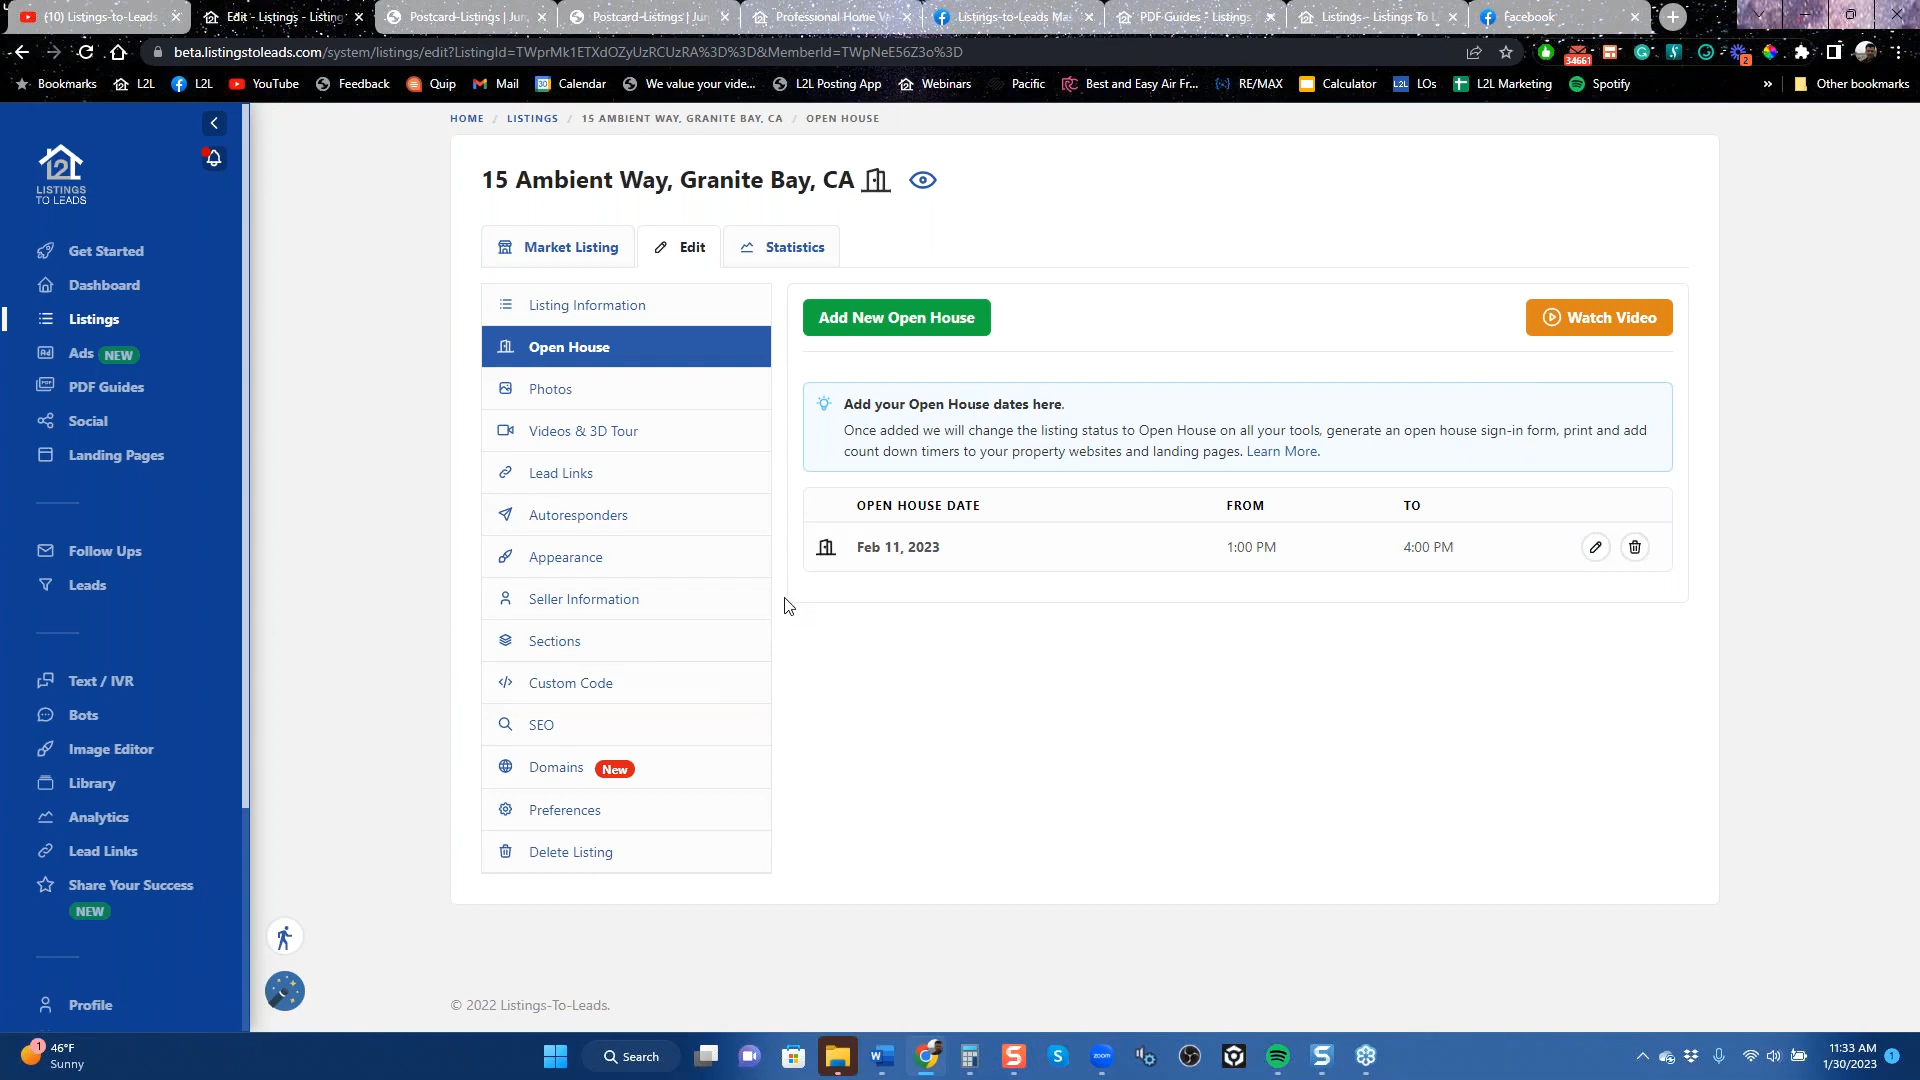 (10) Listings-to-Leads
Edit - Listings - Listing
Postcard-Listings | Jun
Postcard-Listings | Jun
Professional Home Va
Listings-to-Leads Mas
PDF Guides - Listings
Listings - Listings To L
Facebook
beta.listingstoleads.com/system/listings/edit?ListingId=TWprMk1ETXdOZyUzRCUzRA%3D%3D&MemberId=TWpNeE56Z3o%3D
34661
2
Bookmarks
L2L
L2L
YouTube
Feedback
Quip
Mail
Calendar
We value your vide...
L2L Posting App
Webinars
Pacific
Best and Easy Air Fr...
RE/MAX
Calculator
LOs
L2L Marketing
Spotify
»
Other bookmarks
L2L
LISTINGS
TO LEADS
Get Started
Dashboard
Listings
Ads NEW
PDF Guides
Social
Landing Pages
Follow Ups
Leads
Text / IVR
Bots
Image Editor
Library
Analytics
Lead Links
Share Your Success
NEW
Profile
HOME / LISTINGS / 15 AMBIENT WAY, GRANITE BAY, CA / OPEN HOUSE
15 Ambient Way, Granite Bay, CA
Market Listing
Edit
Statistics
Listing Information
Open House
Photos
Videos & 3D Tour
Lead Links
Autoresponders
Appearance
Seller Information
Sections
Custom Code
SEO
Domains New
Preferences
Delete Listing
Add New Open House
Watch Video
Add your Open House dates here.
Once added we will change the listing status to Open House on all your tools, generate an open house sign-in form, print and add
count down timers to your property websites and landing pages. Learn More.
OPEN HOUSE DATE FROM TO
Feb 11, 2023 1:00 PM 4:00 PM
© 2022 Listings-To-Leads.
1
46°F
Sunny
Search
zoom
11:33 AM
1/30/2023
1